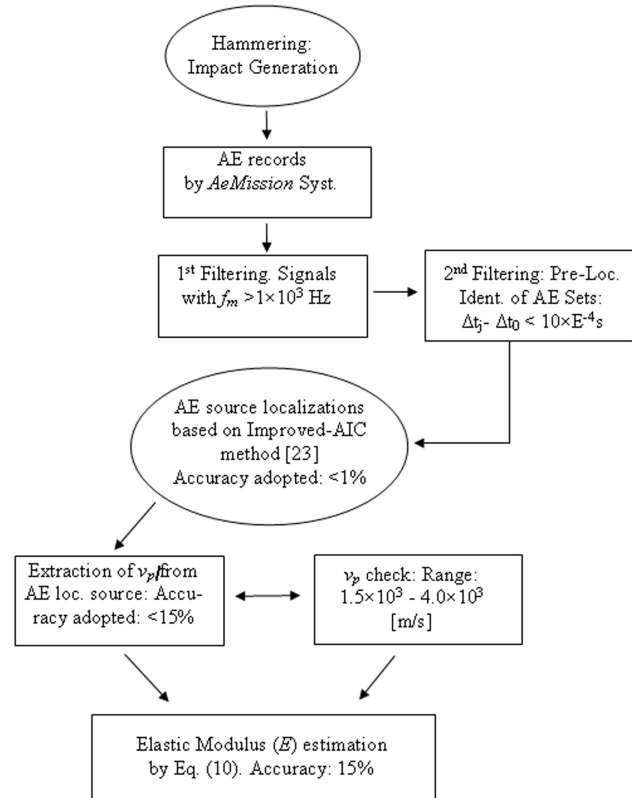 Hammering:
Impact Generation
AE records
by AeMission Syst.
1st Filtering. Signals
with fm >1×10³ Hz
2nd Filtering: Pre-Loc.
Ident. of AE Sets:
Δtj- Δt0 < 10×E-4s
AE source localizations
based on Improved-AIC
method [23]
Accuracy adopted: <1%
Extraction of vp from
AE loc. source: Accu-
racy adopted: <15%
vp check: Range:
1.5×10³ - 4.0×10³
[m/s]
Elastic Modulus (E) estimation
by Eq. (10). Accuracy: 15%